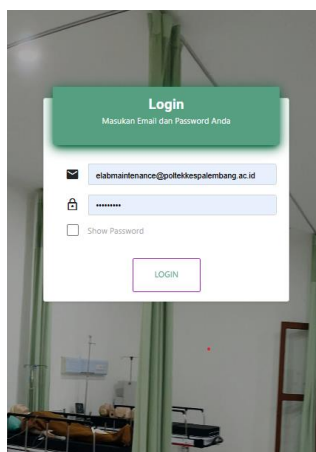 Login
Masukan Email dan Password Anda
elabmaintenance@poltekkespalembang.ac.id
•••••••••
Show Password
LOGIN